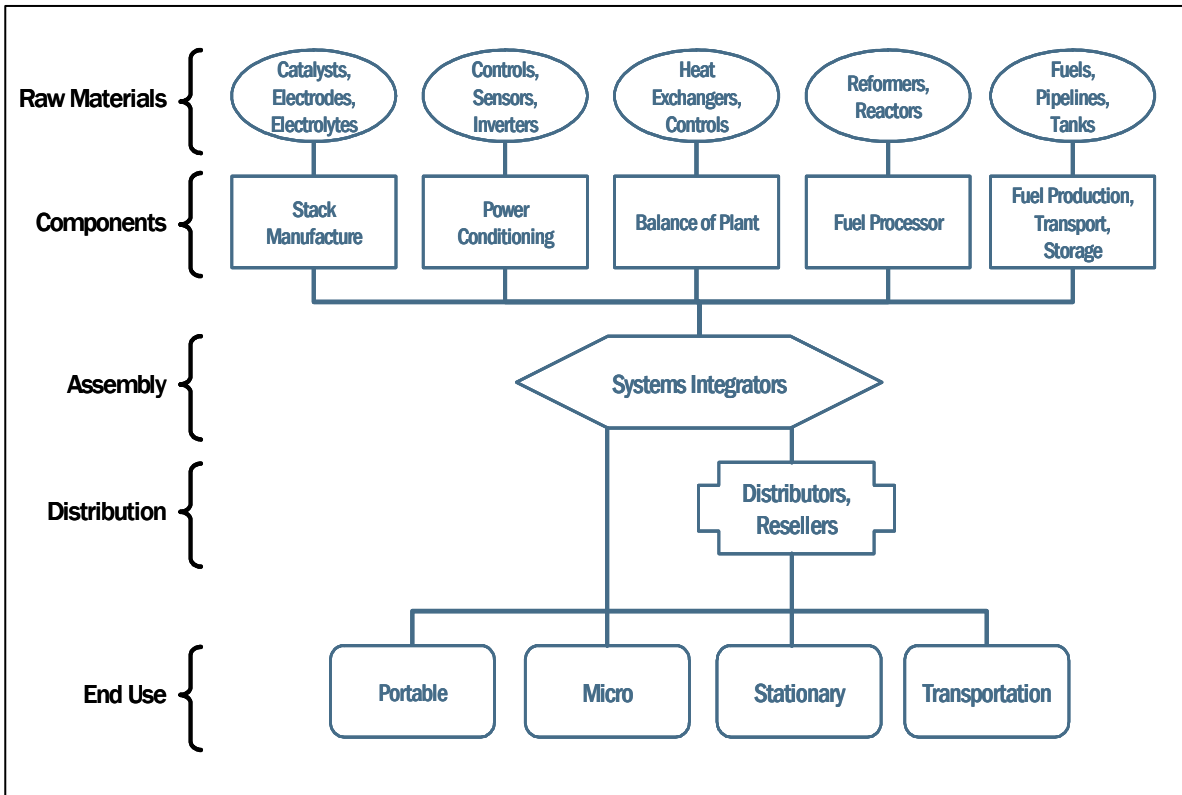 Raw Materials
Catalysts,
Electrodes,
Electrolytes
Controls,
Sensors,
Inverters
Heat
Exchangers,
Controls
Reformers,
Reactors
Fuels,
Pipelines,
Tanks
Components
Stack
Manufacture
Power
Conditioning
Balance of Plant
Fuel Processor
Fuel Production,
Transport,
Storage
Assembly
Systems Integrators
Distribution
Distributors,
Resellers
End Use
Portable
Micro
Stationary
Transportation